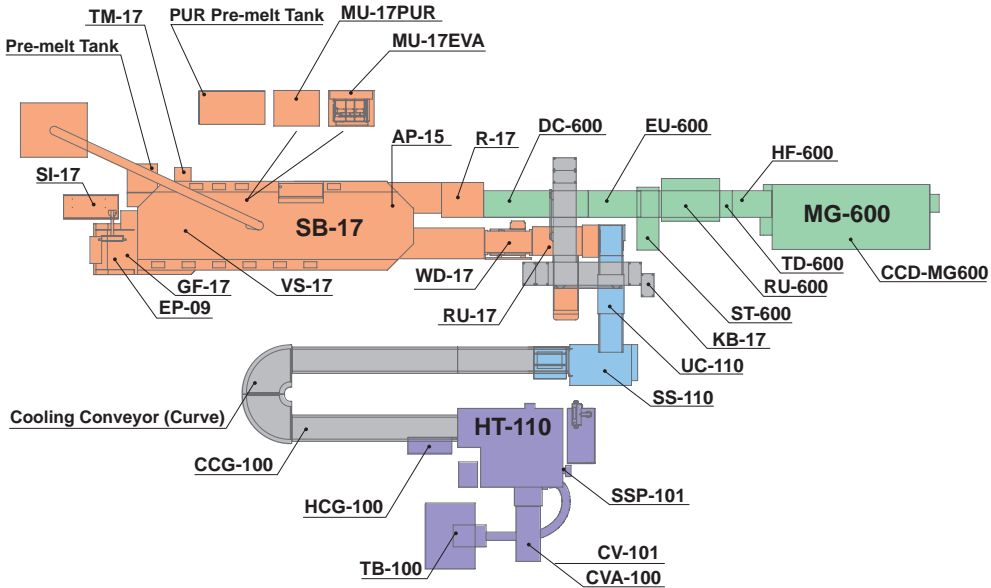 TM-17
PUR Pre-melt Tank
MU-17PUR
Pre-melt Tank
MU-17EVA
AP-15
R-17
DC-600
EU-600
HF-600
SI-17
SB-17
MG-600
GF-17
VS-17
WD-17
TD-600
CCD-MG600
EP-09
RU-17
RU-600
ST-600
KB-17
UC-110
SS-110
Cooling Conveyor (Curve)
HT-110
CCG-100
HCG-100
SSP-101
TB-100
CV-101
CVA-100